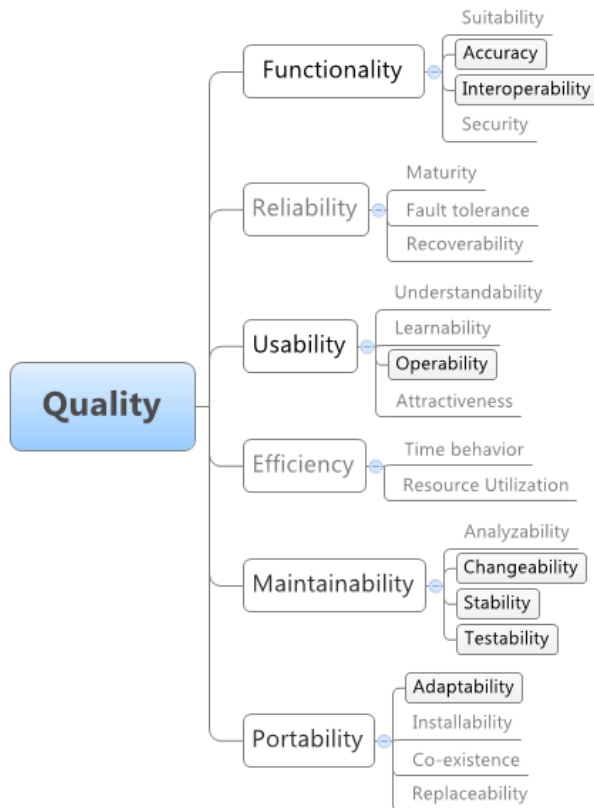 Quality
Functionality
Suitability
Accuracy
Interoperability
Security
Reliability
Maturity
Fault tolerance
Recoverability
Usability
Understandability
Learnability
Operability
Attractiveness
Efficiency
Time behavior
Resource Utilization
Maintainability
Analyzability
Changeability
Stability
Testability
Portability
Adaptability
Installability
Co-existence
Replaceability